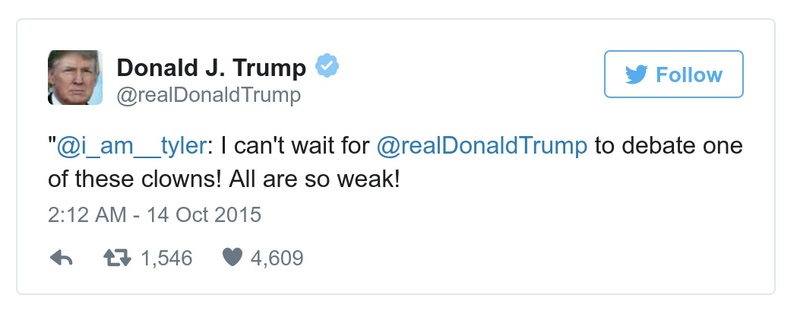 Donald J. Trump
@realDonaldTrump
Follow
"@i_am__tyler: I can't wait for @realDonaldTrump to debate one
of these clowns! All are so weak!
2:12 AM - 14 Oct 2015
1,546 4,609